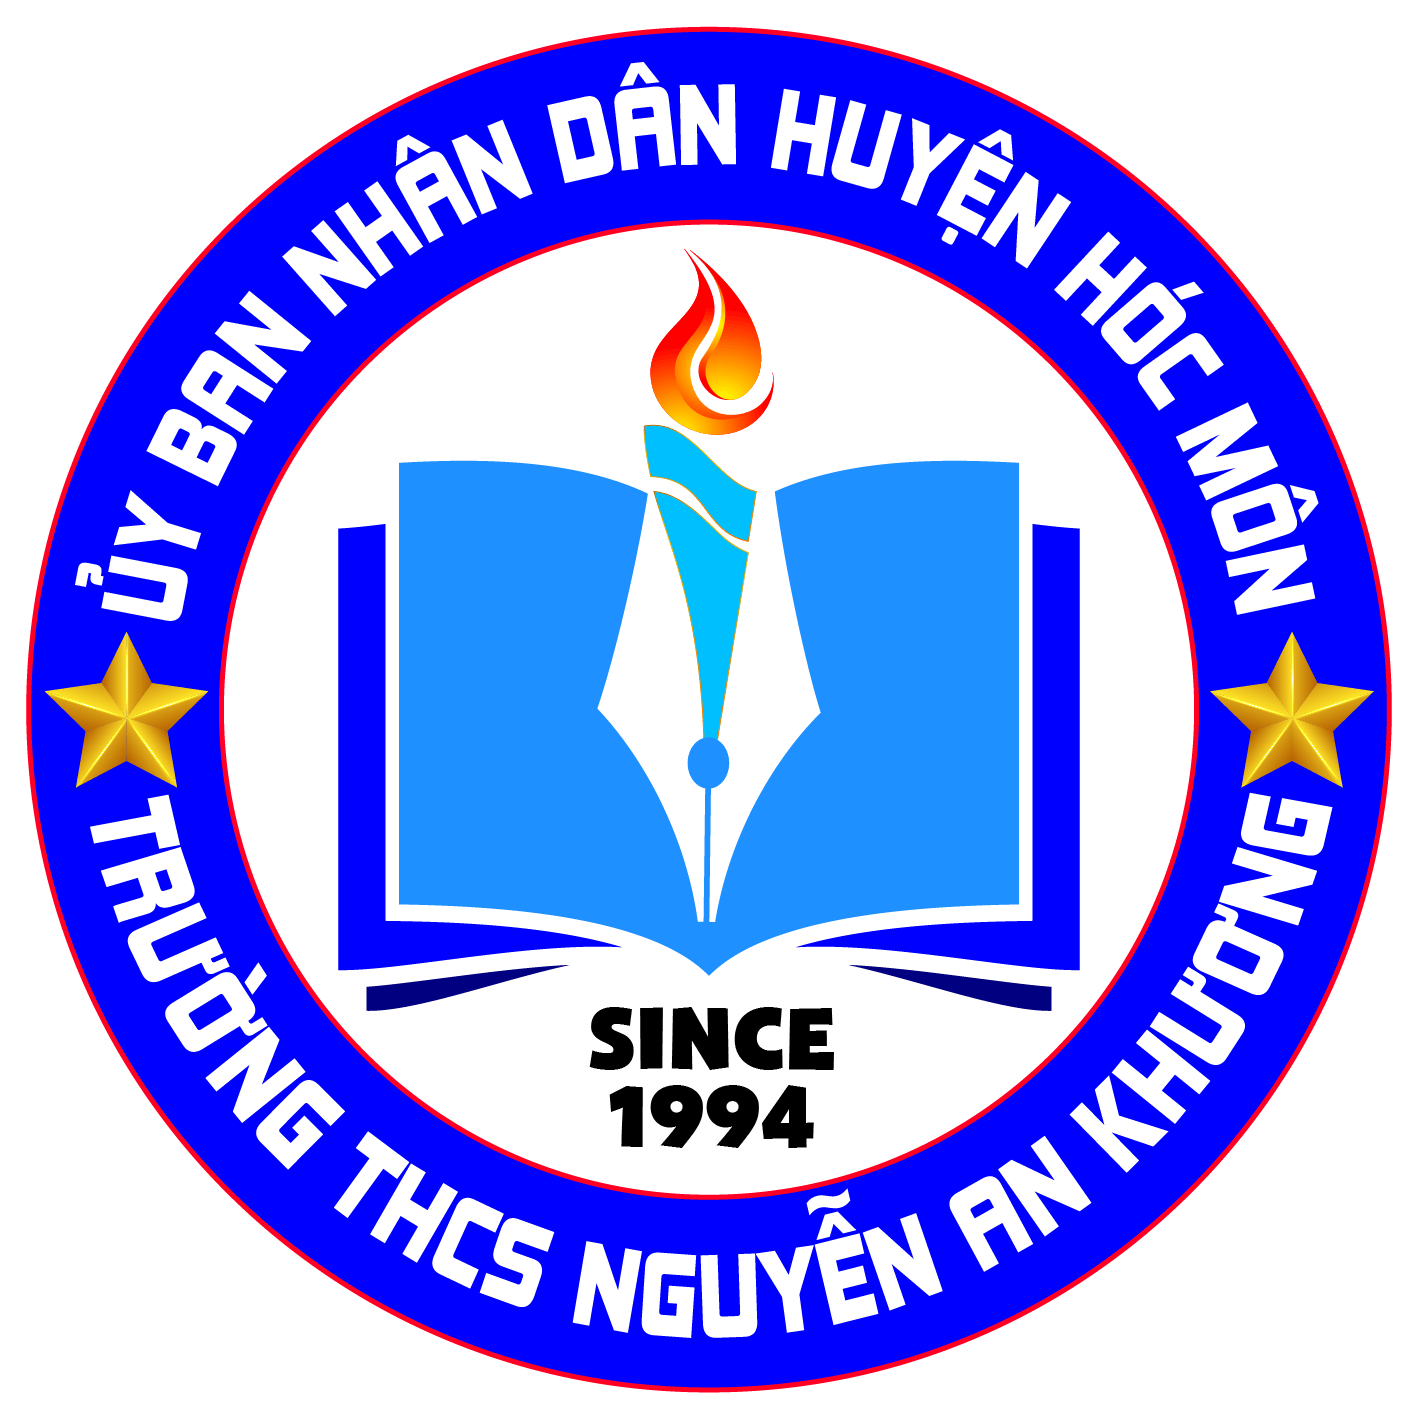 ỦY BAN NHÂN DÂN HUYỆN HÓC MÔN
SINCE
1994
TRƯỜNG THCS NGUYỄN AN KHƯƠNG